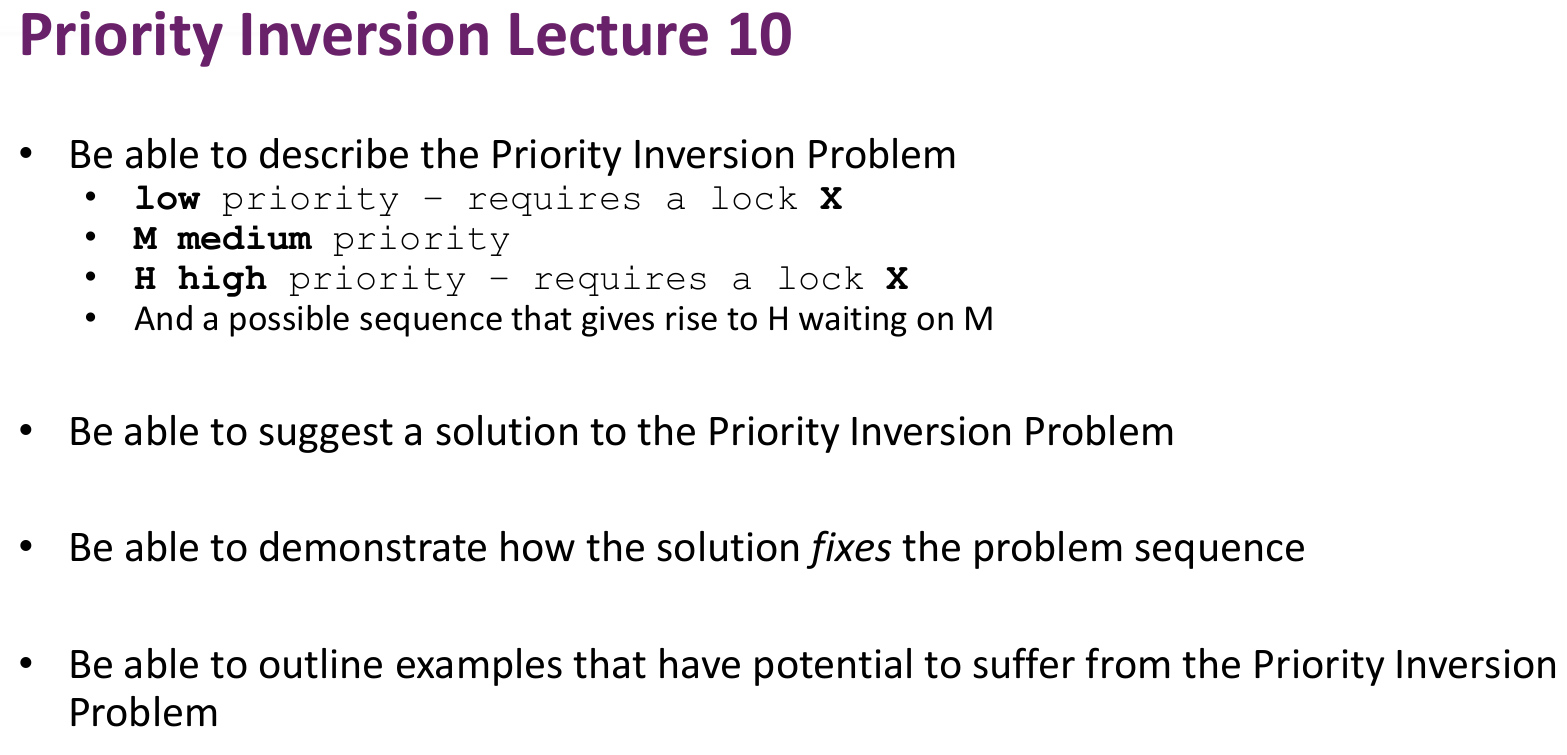 Priority Inversion Lecture 10
• Be able to describe the Priority Inversion Problem
• low priority – requires a lock X
• M medium priority
• H high priority – requires a lock X
• And a possible sequence that gives rise to H waiting on M
• Be able to suggest a solution to the Priority Inversion Problem
• Be able to demonstrate how the solution fixes the problem sequence
• Be able to outline examples that have potential to suffer from the Priority Inversion
Problem